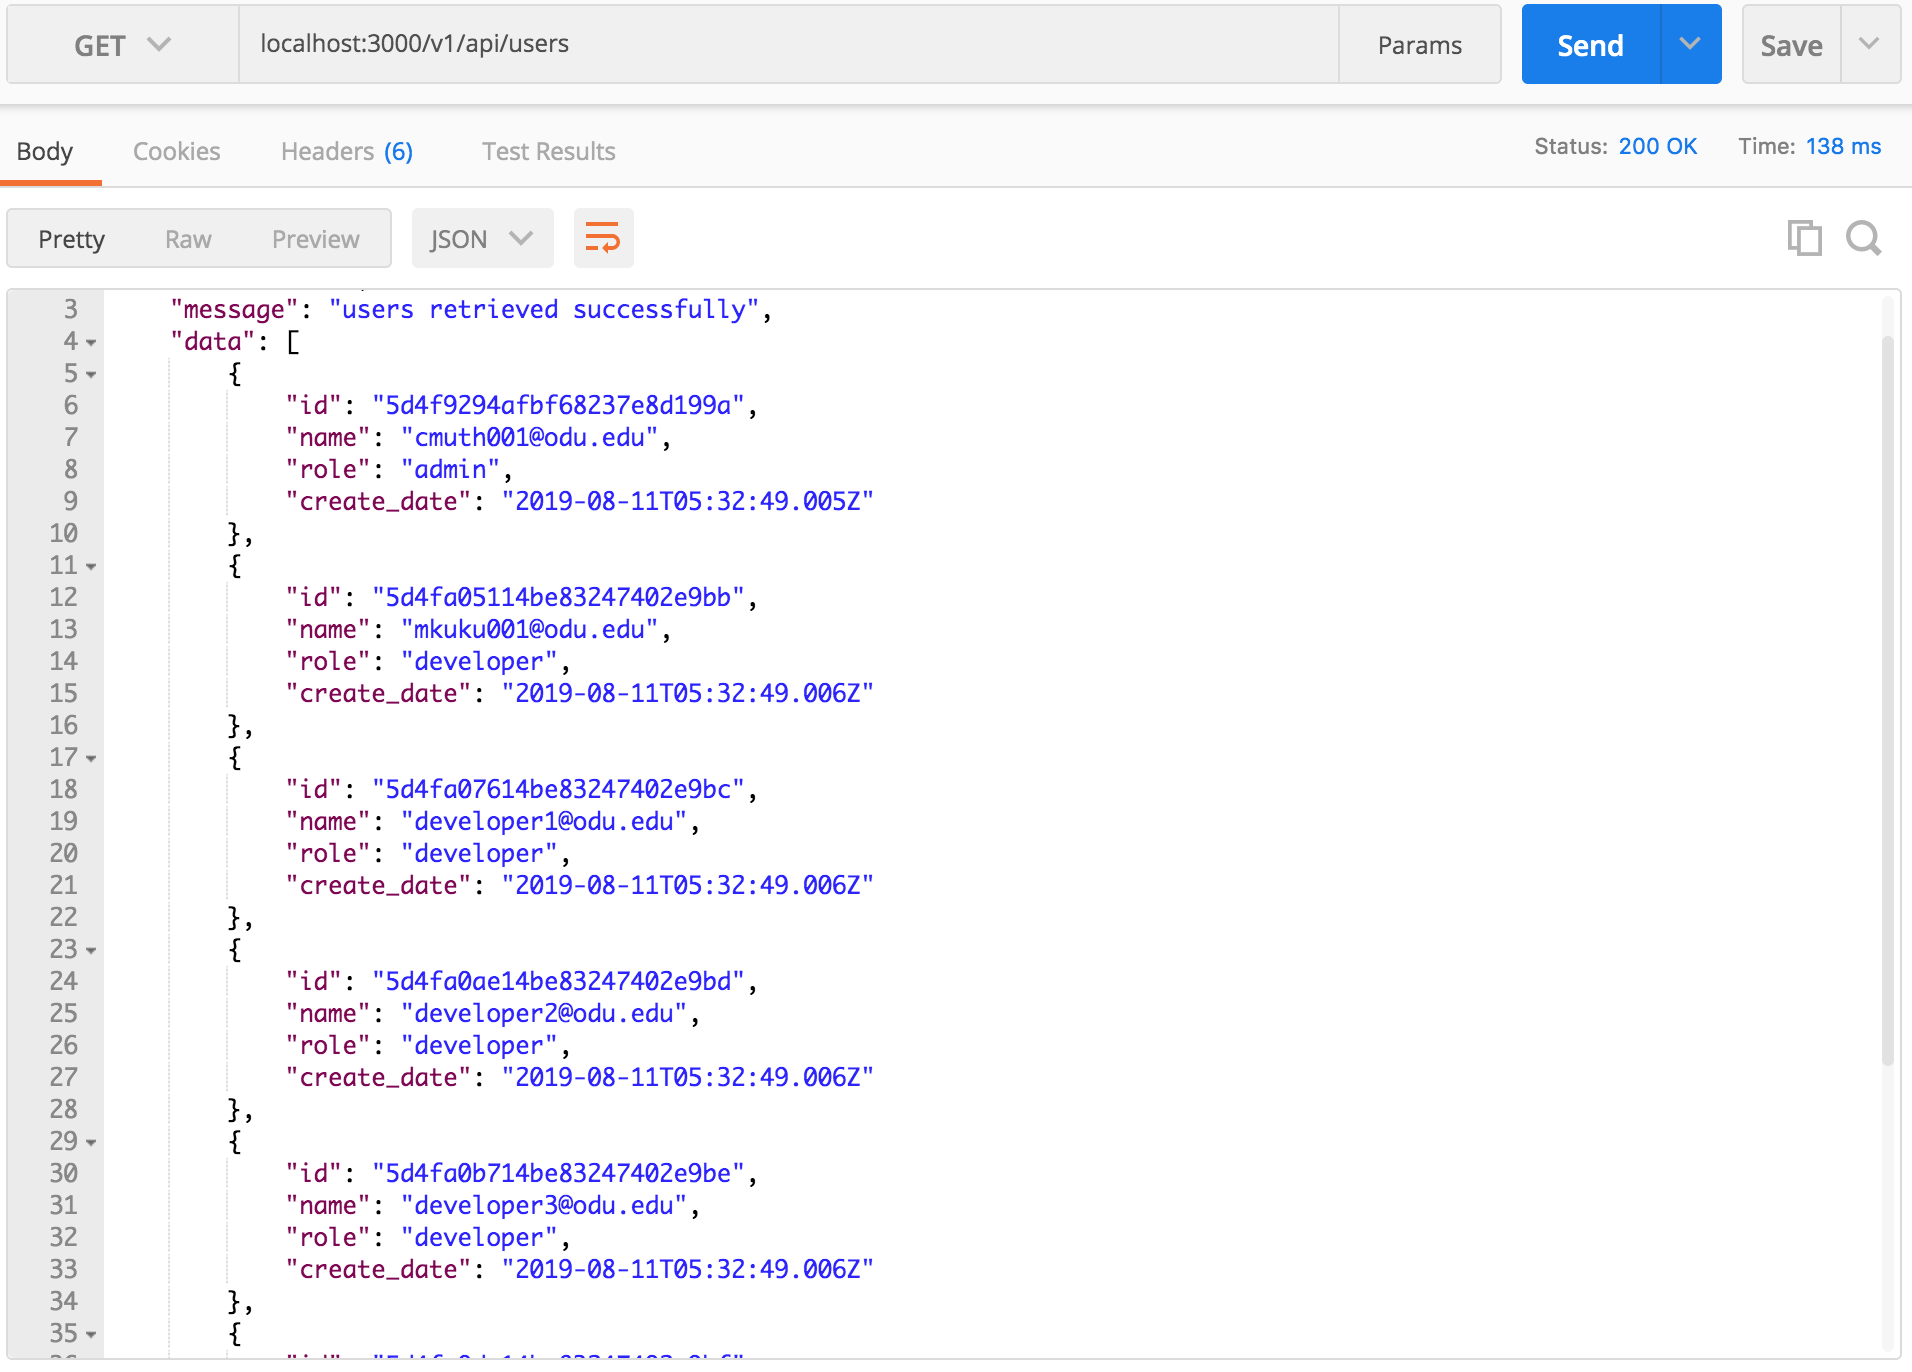 GET localhost:3000/v1/api/users Params Send Save
Body Cookies Headers (6) Test Results Status: 200 OK Time: 138 ms
Pretty Raw Preview JSON
3 "message": "users retrieved successfully",
4 "data": [
5 {
6 "id": "5d4f9294afbf68237e8d199a",
7 "name": "cmuth001@odu.edu",
8 "role": "admin",
9 "create_date": "2019-08-11T05:32:49.005Z"
10 },
11 {
12 "id": "5d4fa05114be83247402e9bb",
13 "name": "mkuku001@odu.edu",
14 "role": "developer",
15 "create_date": "2019-08-11T05:32:49.006Z"
16 },
17 {
18 "id": "5d4fa07614be83247402e9bc",
19 "name": "developer1@odu.edu",
20 "role": "developer",
21 "create_date": "2019-08-11T05:32:49.006Z"
22 },
23 {
24 "id": "5d4fa0ae14be83247402e9bd",
25 "name": "developer2@odu.edu",
26 "role": "developer",
27 "create_date": "2019-08-11T05:32:49.006Z"
28 },
29 {
30 "id": "5d4fa0b714be83247402e9be",
31 "name": "developer3@odu.edu",
32 "role": "developer",
33 "create_date": "2019-08-11T05:32:49.006Z"
34 },
35 {